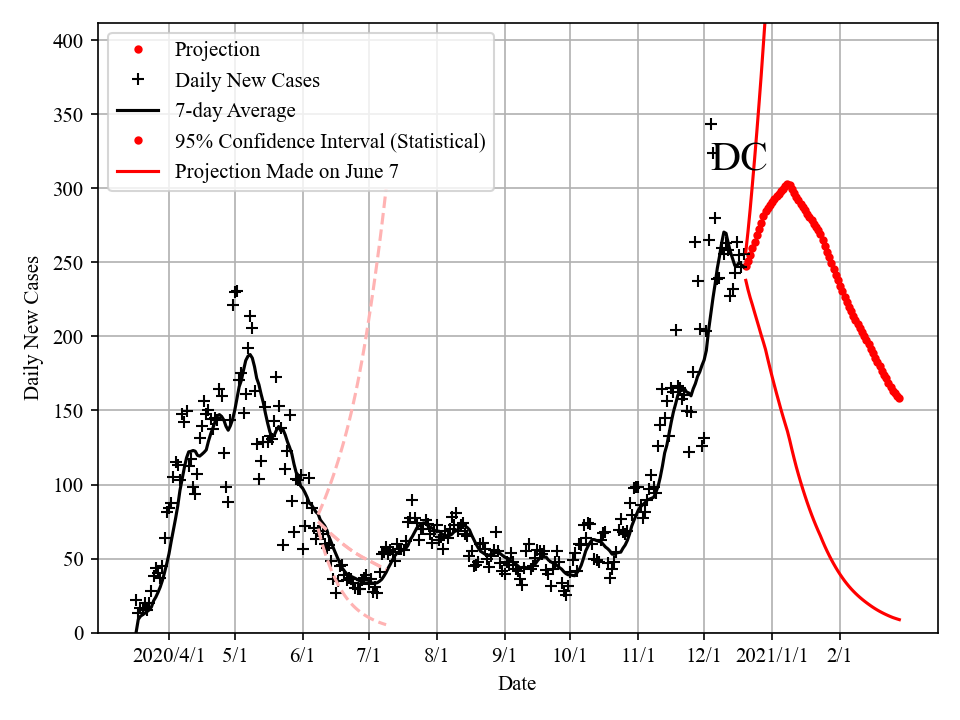 400
350
300
250
200
150
100
50
0
Daily New Cases
Projection
Daily New Cases
7-day Average
95% Confidence Interval (Statistical)
Projection Made on June 7
DC
2020/4/1 5/1 6/1 7/1 8/1 9/1 10/1 11/1 12/1 2021/1/1 2/1
Date